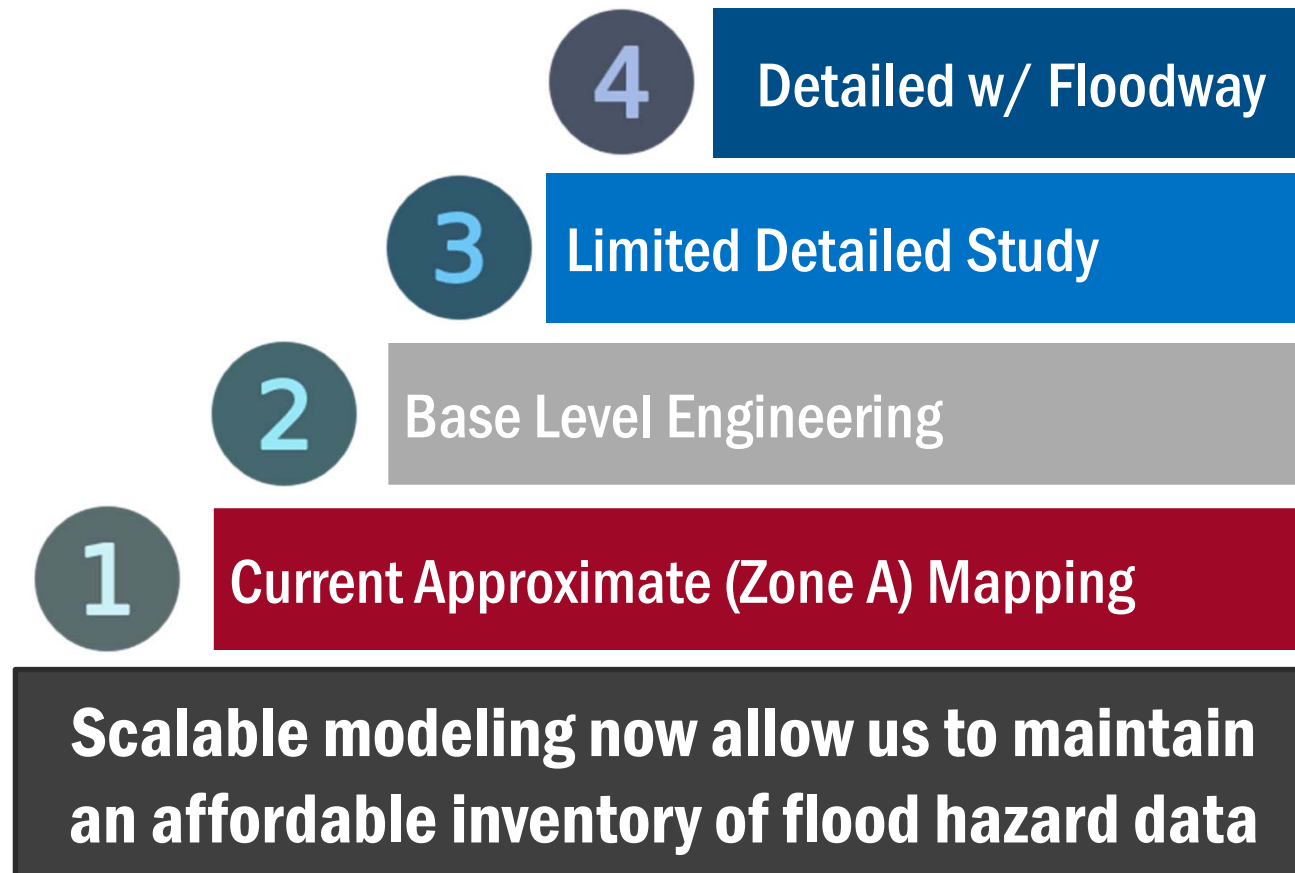 4 Detailed w/ Floodway
3 Limited Detailed Study
2 Base Level Engineering
1 Current Approximate (Zone A) Mapping
Scalable modeling now allow us to maintain
an affordable inventory of flood hazard data